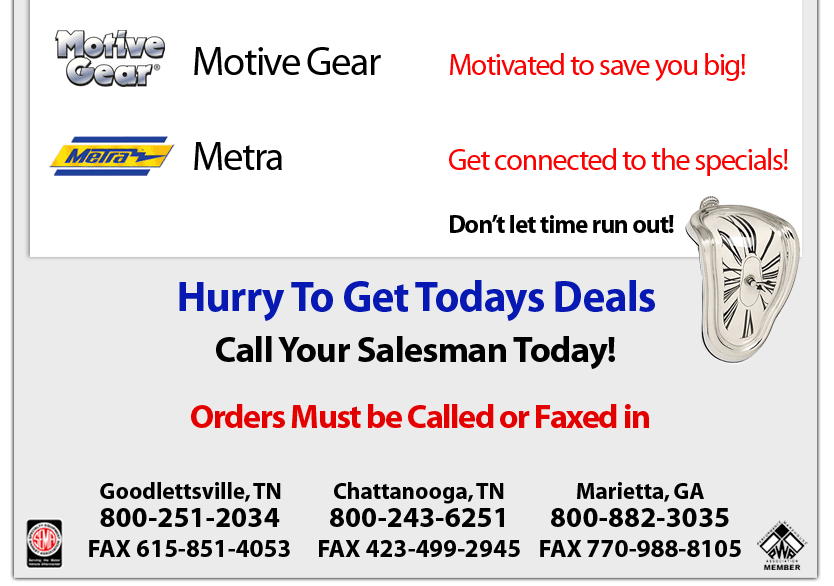 Motive
Gear®
Motive Gear
Motivated to save you big!
Metra
Metra
Get connected to the specials!
Don't let time run out!
Hurry To Get Todays Deals
Call Your Salesman Today!
Orders Must be Called or Faxed in
Goodlettsville, TN
800-251-2034
FAX 615-851-4053
Chattanooga, TN
800-243-6251
FAX 423-499-2945
Marietta, GA
800-882-3035
FAX 770-988-8105
SEMA
PWA
ASSOCIATION
MEMBER